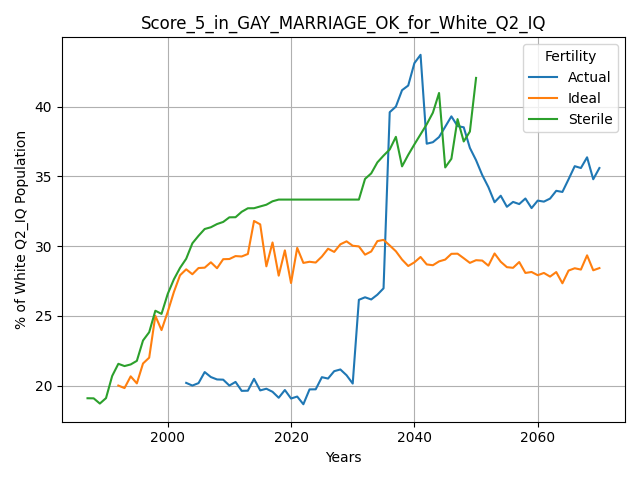 Score_5_in_GAY_MARRIAGE_OK_for_White_Q2_IQ
Fertility
Actual
Ideal
Sterile
% of White Q2_IQ Population
40
35
30
25
20
2000
2020
2040
2060
Years